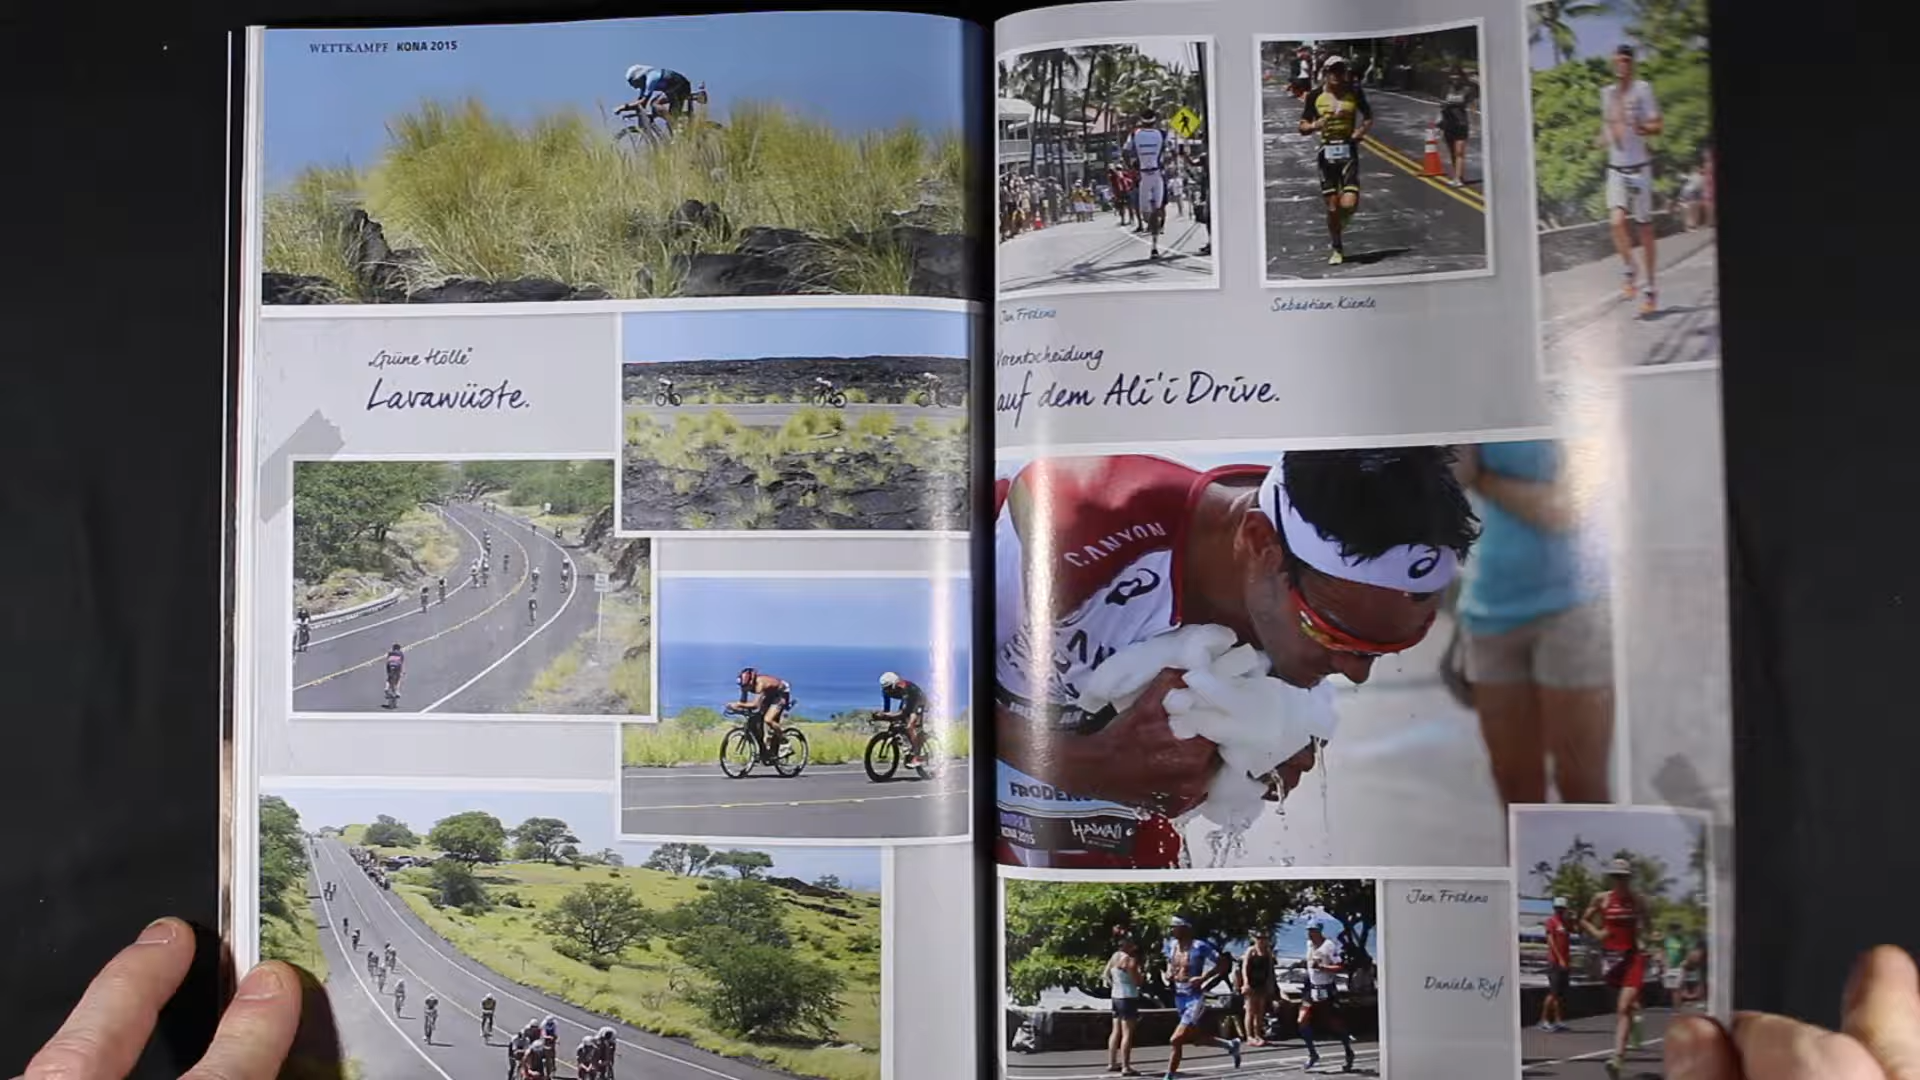 WETTKAMPF KONA 2015
„Grüne Hölle"
Lavawüste.
Jan Frodeno
Sebastian Kienle
Vorentscheidung
auf dem Ali'i Drive.
CANYON
FRODENO
KONA 2015
HAWAII
Jan Frodeno
Daniela Ryf